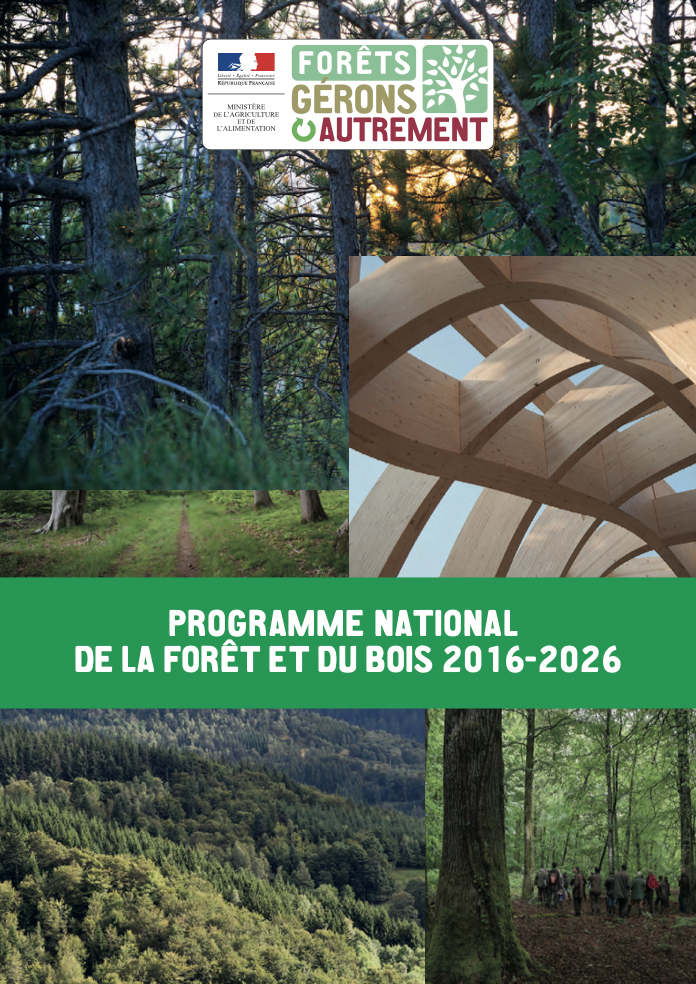 Liberté • Égalité • Fraternité
RÉPUBLIQUE FRANÇAISE
MINISTÈRE
DE L'AGRICULTURE
ET DE
L'ALIMENTATION
FORÊTS
GÉRONS
AUTREMENT
PROGRAMME NATIONAL
DE LA FORÊT ET DU BOIS 2016-2026